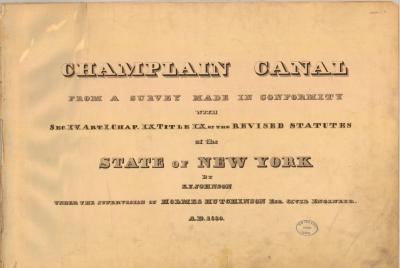 CHAMPLAIN CANAL
FROM A SURVEY MADE IN CONFORMITY
WITH
SEC.IV.ART.I.CHAP. IX.TITLE IX.OF THE REVISED STATUTES
of the
STATE OF NEW YORK
BY
E.F.JOHNSON
UNDER THE SUPERVISION OF HOLMES HUTCHINSON ESQ. CIVIL ENGINEER.
A.D.